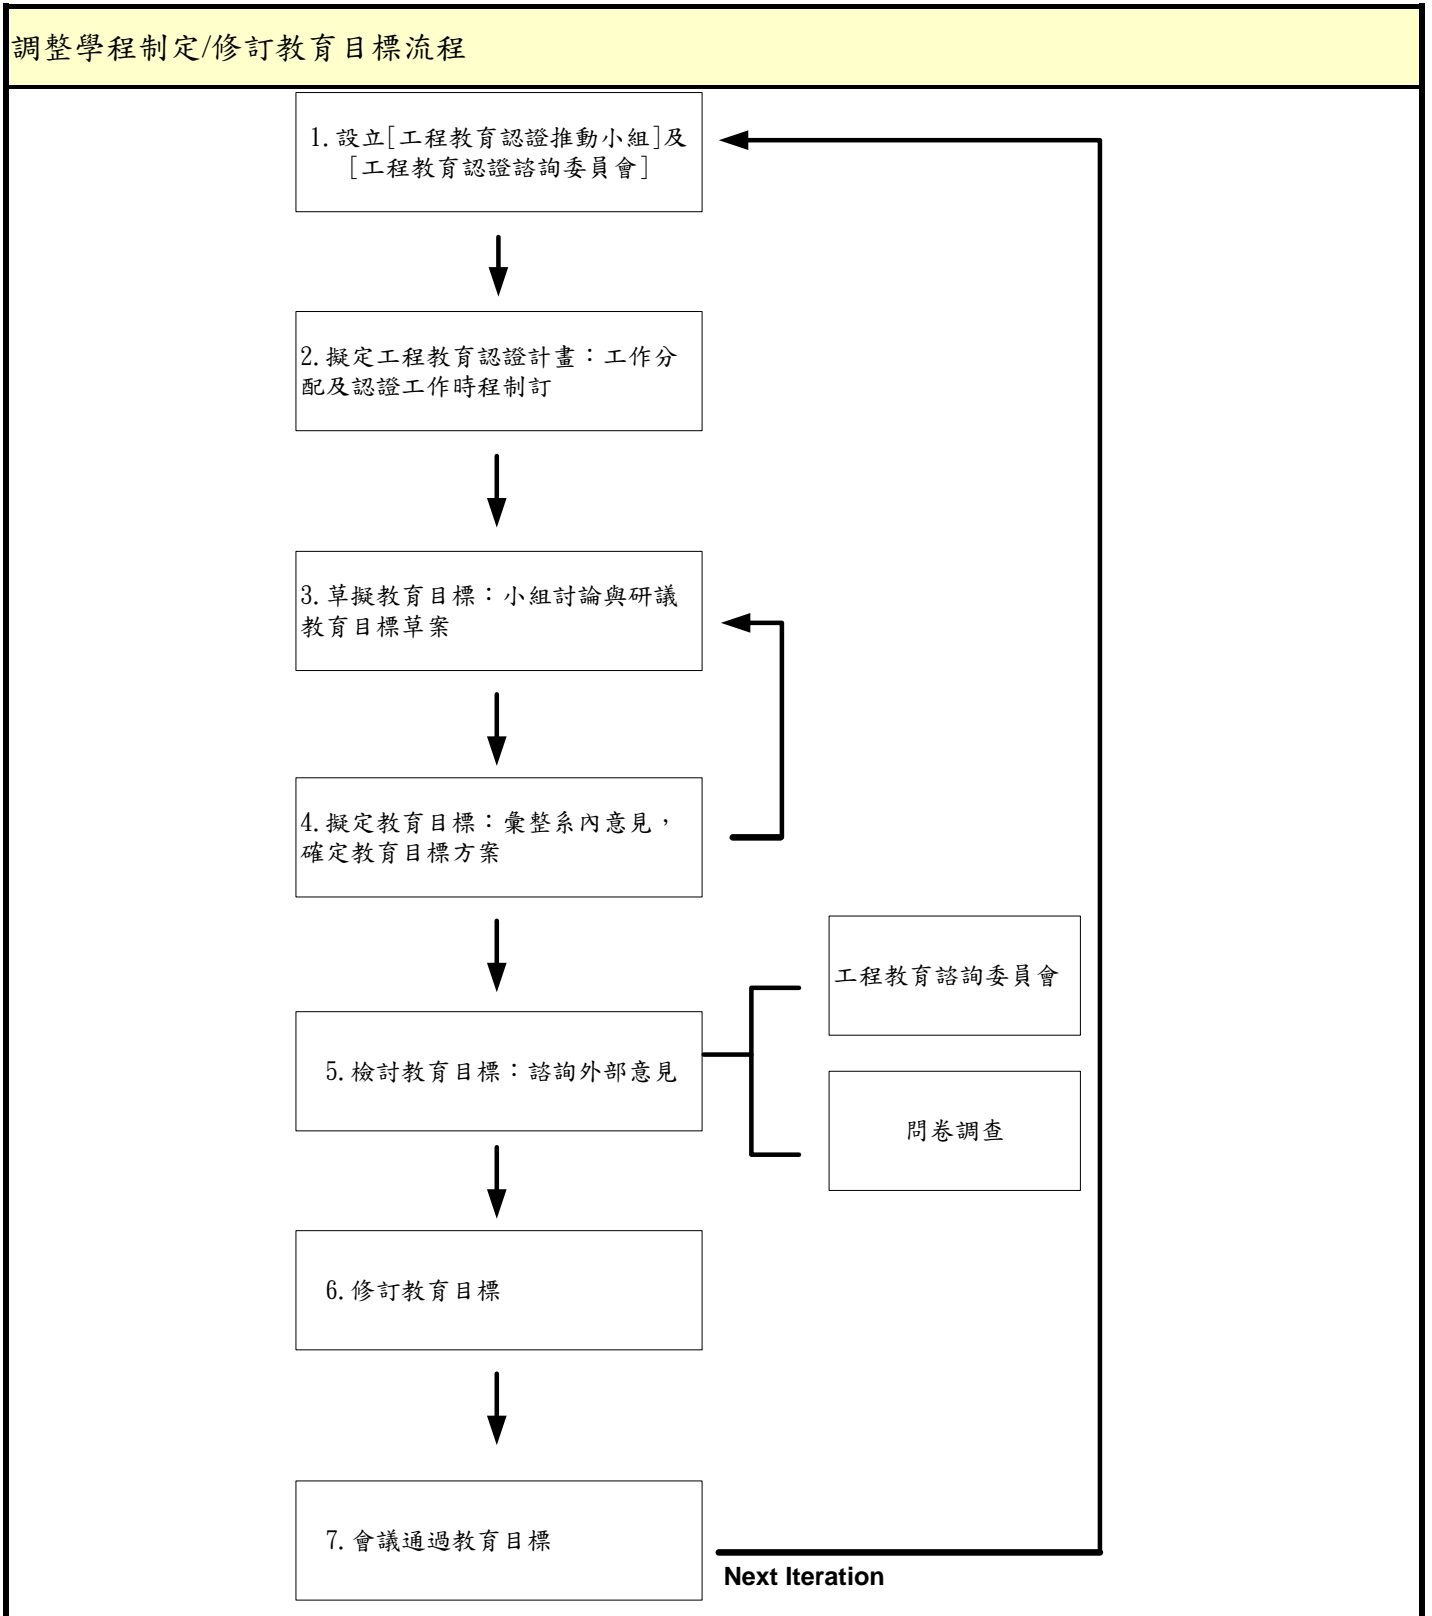 調整學程制定/修訂教育目標流程
1.設立[工程教育認證推動小組]及
[工程教育認證諮詢委員會]
2.擬定工程教育認證計畫：工作分
配及認證工作時程制訂
3.草擬教育目標：小組討論與研議
教育目標草案
4.擬定教育目標：彙整系內意見，
確定教育目標方案
工程教育諮詢委員會
5.檢討教育目標：諮詢外部意見
問卷調查
6.修訂教育目標
7.會議通過教育目標
Next Iteration